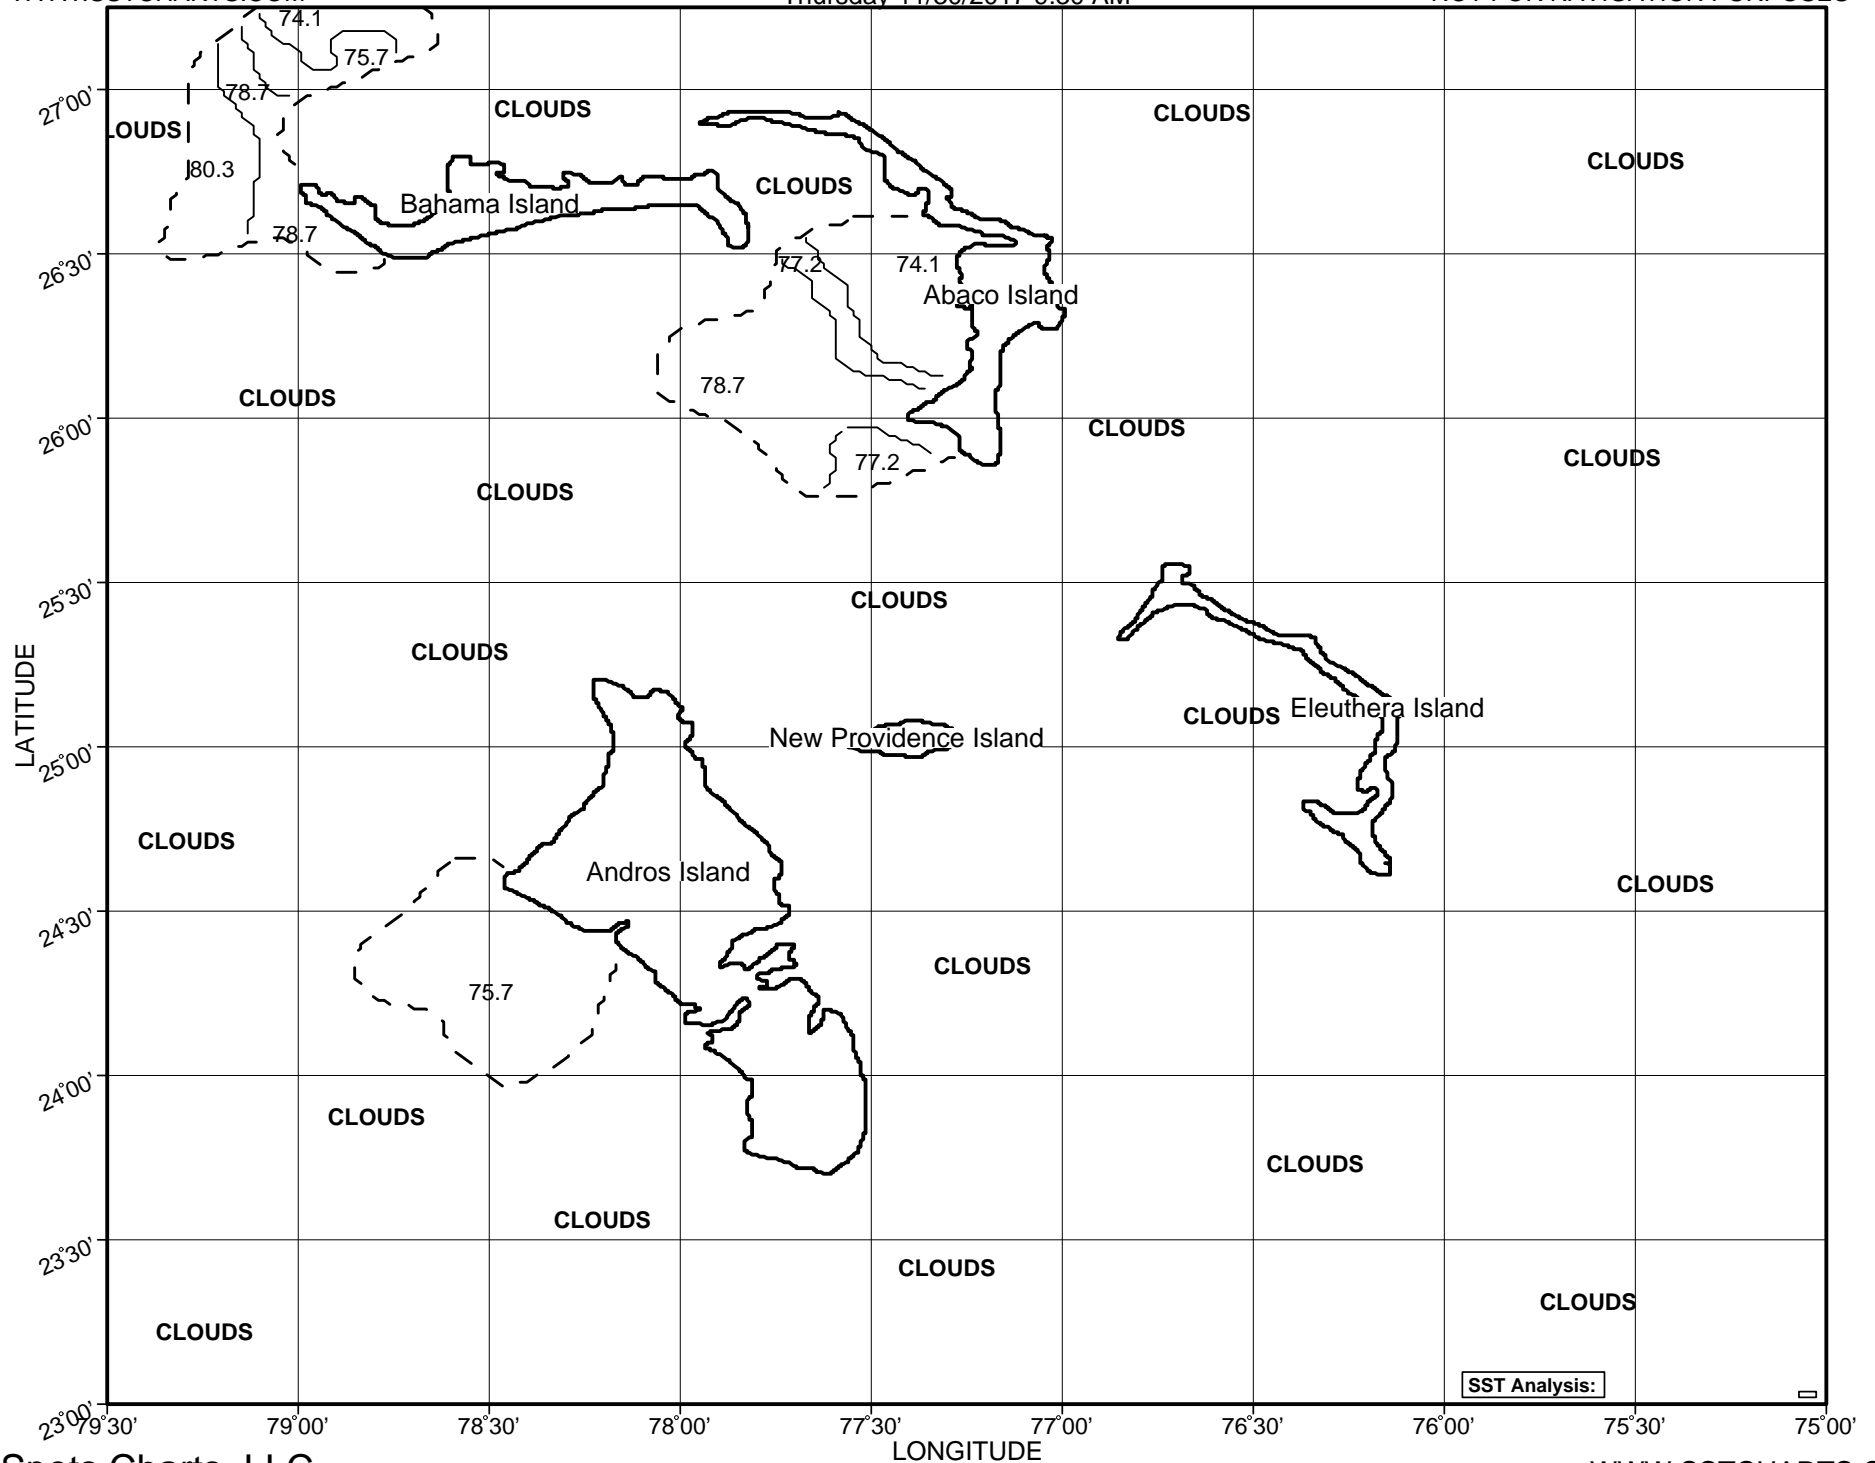 74.1
75.7
27°00'
78.7
CLOUDS
CLOUDS
LOUDS
CLOUDS
80.3
CLOUDS
Bahama Island
78.7
26°30'
77.2
74.1
Abaco Island
78.7
CLOUDS
26°00'
CLOUDS
77.2
CLOUDS
CLOUDS
25°30'
CLOUDS
CLOUDS
LATITUDE
CLOUDS
Eleuthera Island
New Providence Island
25°00'
CLOUDS
Andros Island
CLOUDS
24°30'
CLOUDS
75.7
24°00'
CLOUDS
CLOUDS
CLOUDS
23°30'
CLOUDS
CLOUDS
CLOUDS
SST Analysis:
23°00'
79°30'
79°00'
78°30'
78°00'
77°30'
77°00'
76°30'
76°00'
75°30'
75°00'
LONGITUDE